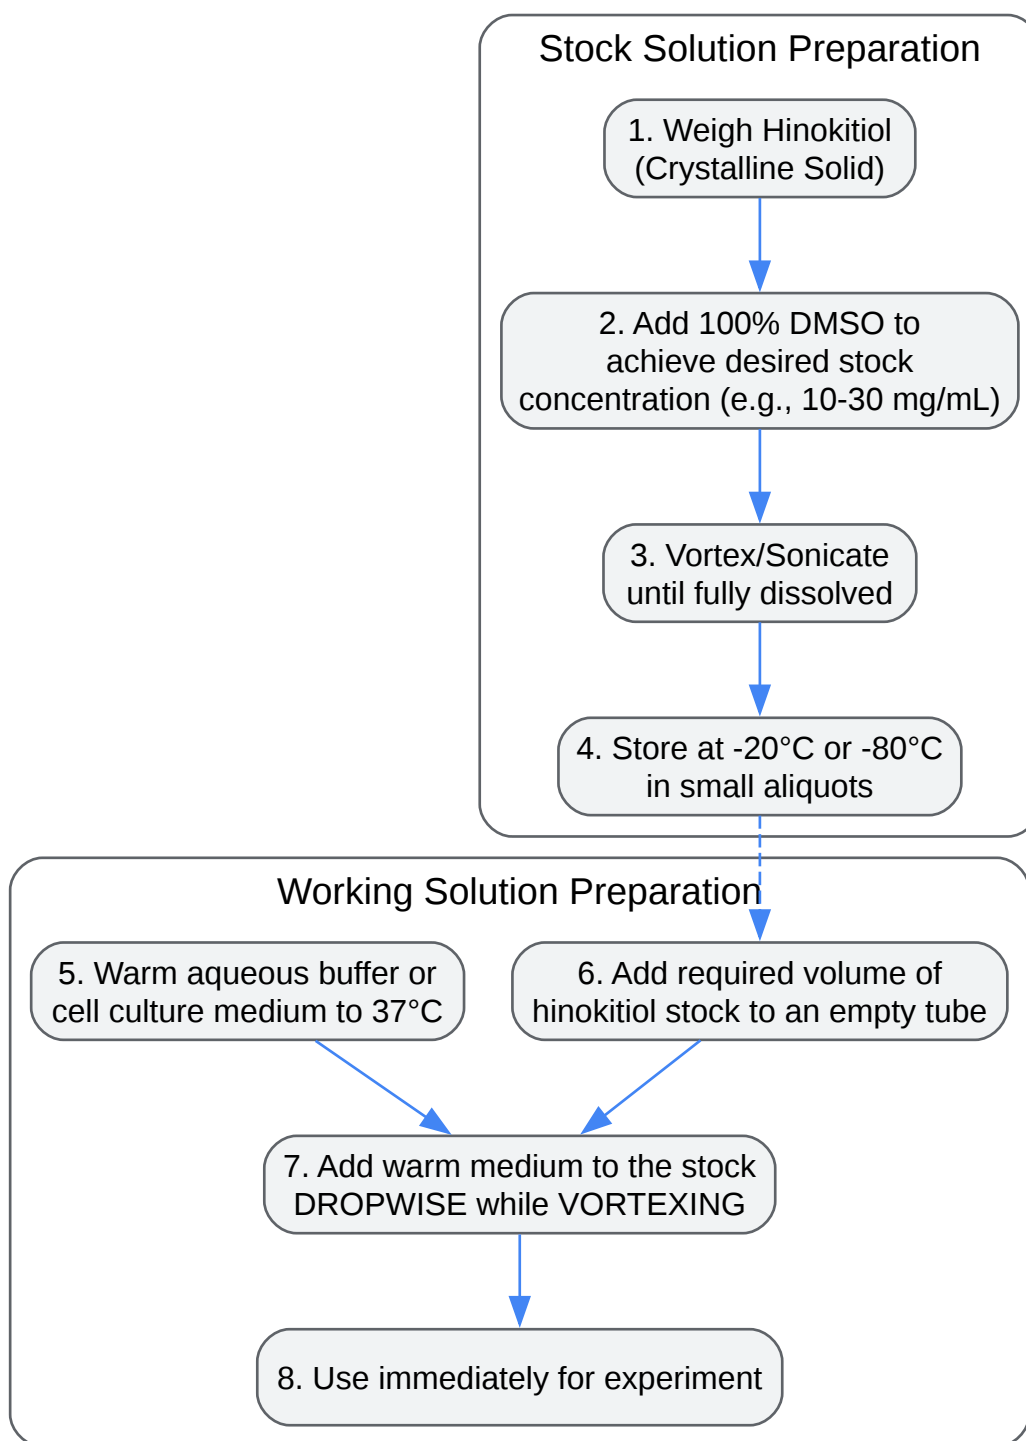 Stock Solution Preparation
1. Weigh Hinokitiol
(Crystalline Solid)
2. Add 100% DMSO to
achieve desired stock
concentration (e.g., 10-30 mg/mL)
3. Vortex/Sonicate
until fully dissolved
4. Store at -20°C or -80°C
in small aliquots
Working Solution Preparation
5. Warm aqueous buffer or
cell culture medium to 37°C
6. Add required volume of
hinokitiol stock to an empty tube
7. Add warm medium to the stock
DROPWISE while VORTEXING
8. Use immediately for experiment